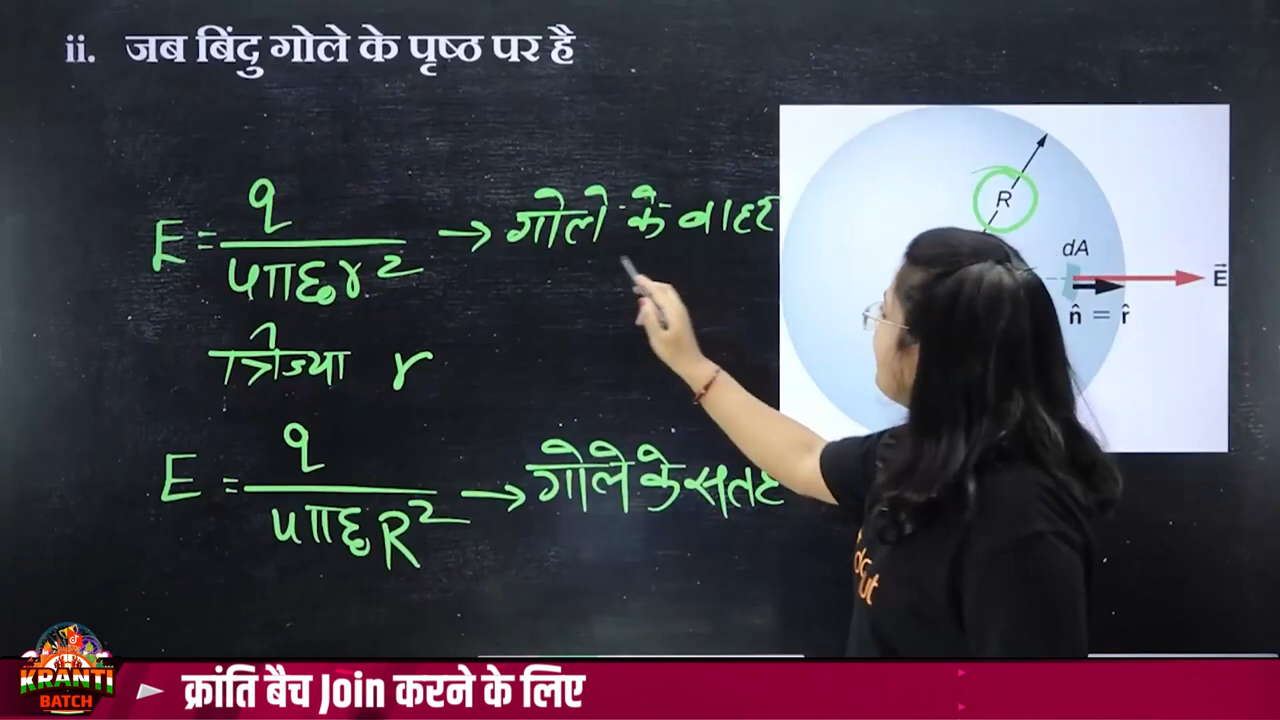 ii. जब बिंदु गोले के पृष्ठ पर है
E = q / 4πε₀r² → गोले के बाहर
त्रिज्या r
E = q / 4πε₀R² → गोले के सतह
R
dA
E
n̂ = r̂
KRANTI
BATCH
क्रांति बैच Join करने के लिए